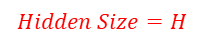 Hidden Size = H